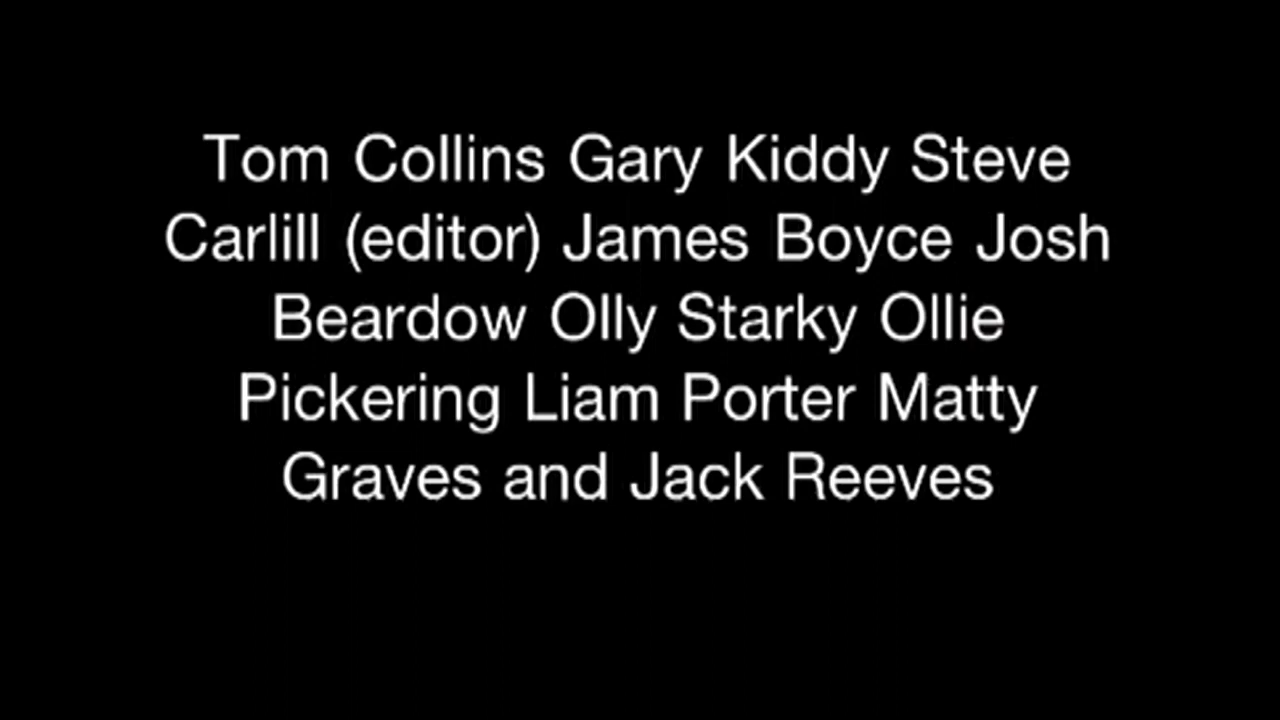 Tom Collins Gary Kiddy Steve
Carlill (editor) James Boyce Josh
Beardow Olly Starky Ollie
Pickering Liam Porter Matty
Graves and Jack Reeves